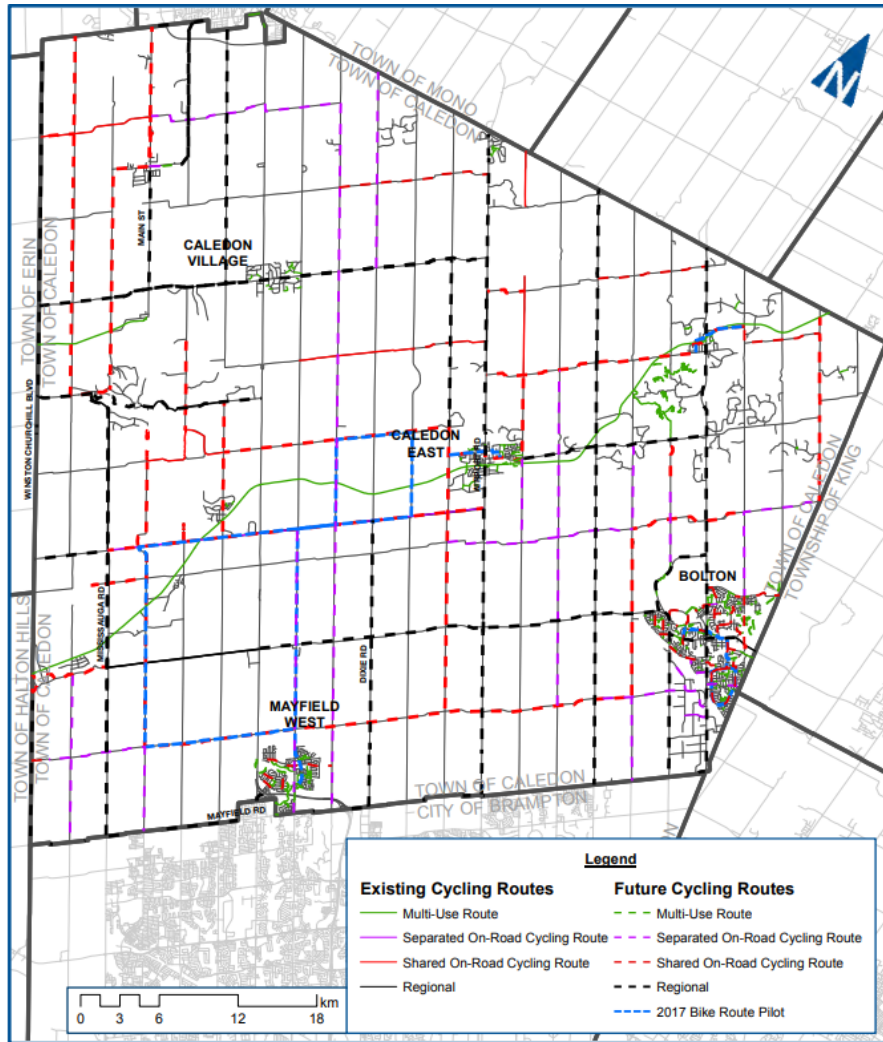 N
TOWN OF MONO
TOWN OF CALEDON
MAIN ST
CALEDON
VILLAGE
TOWN OF ERIN
TOWN OF CALEDON
WINSTON CHURCHILL BLVD
CALEDON
EAST
TOWN OF CALEDON
TOWNSHIP OF KING
BOLTON
MISSISSAUGA RD
DIXIE RD
TOWN OF HALTON HILLS
TOWN OF CALEDON
MAYFIELD
WEST
TOWN OF CALEDON
CITY OF BRAMPTON
MAYFIELD RD
Legend
Existing Cycling Routes
Multi-Use Route
Separated On-Road Cycling Route
Shared On-Road Cycling Route
Regional
Future Cycling Routes
Multi-Use Route
Separated On-Road Cycling Route
Shared On-Road Cycling Route
Regional
2017 Bike Route Pilot
km
0 3 6 12 18